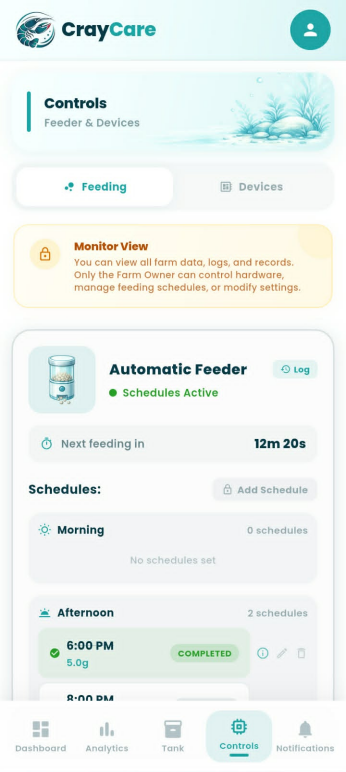 CrayCare
Controls
Feeder & Devices
Feeding
Devices
Monitor View
You can view all farm data, logs, and records.
Only the Farm Owner can control hardware,
manage feeding schedules, or modify settings.
Automatic Feeder
Log
Schedules Active
Next feeding in
12m 20s
Schedules:
Add Schedule
Morning
0 schedules
No schedules set
Afternoon
2 schedules
6:00 PM
COMPLETED
5.0g
8:00 PM
Dashboard
Analytics
Tank
Controls
Notifications